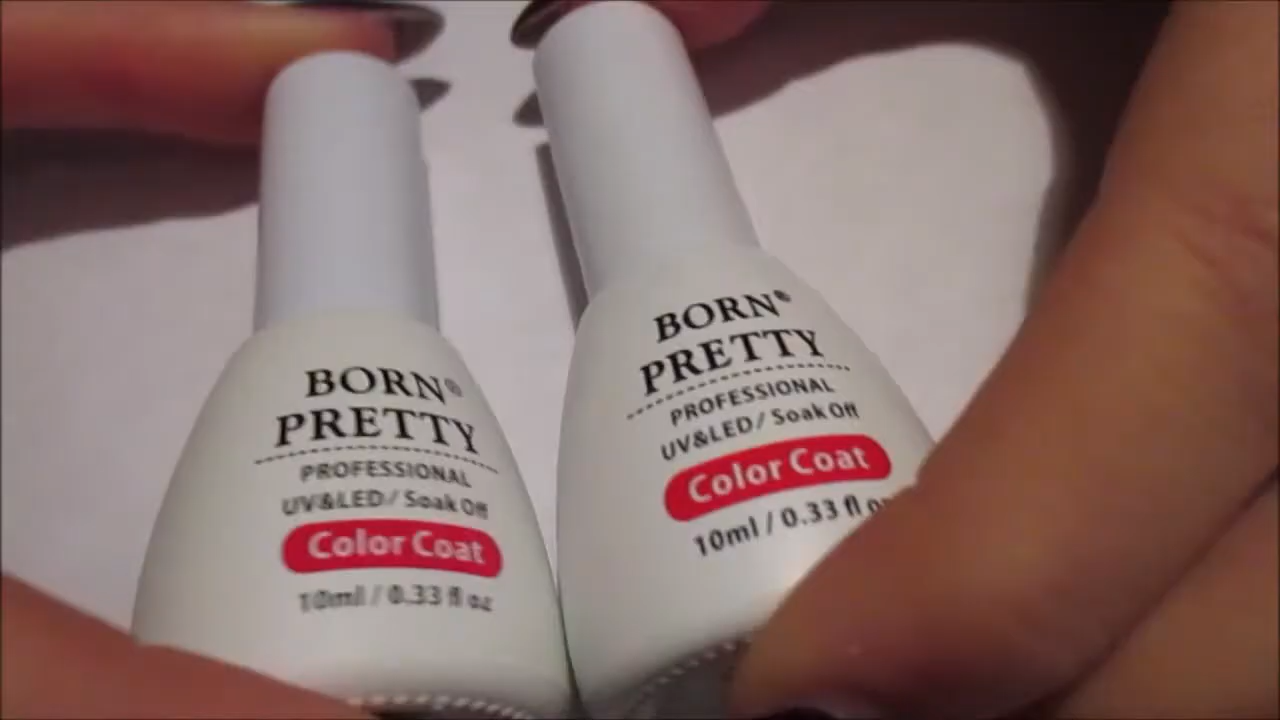 BORN®
PRETTY
PROFESSIONAL
UV&LED/ Soak Off
Color Coat
10ml / 0.33 fl oz
BORN®
PRETTY
PROFESSIONAL
UV&LED/ Soak Off
Color Coat
10ml / 0.33 fl oz